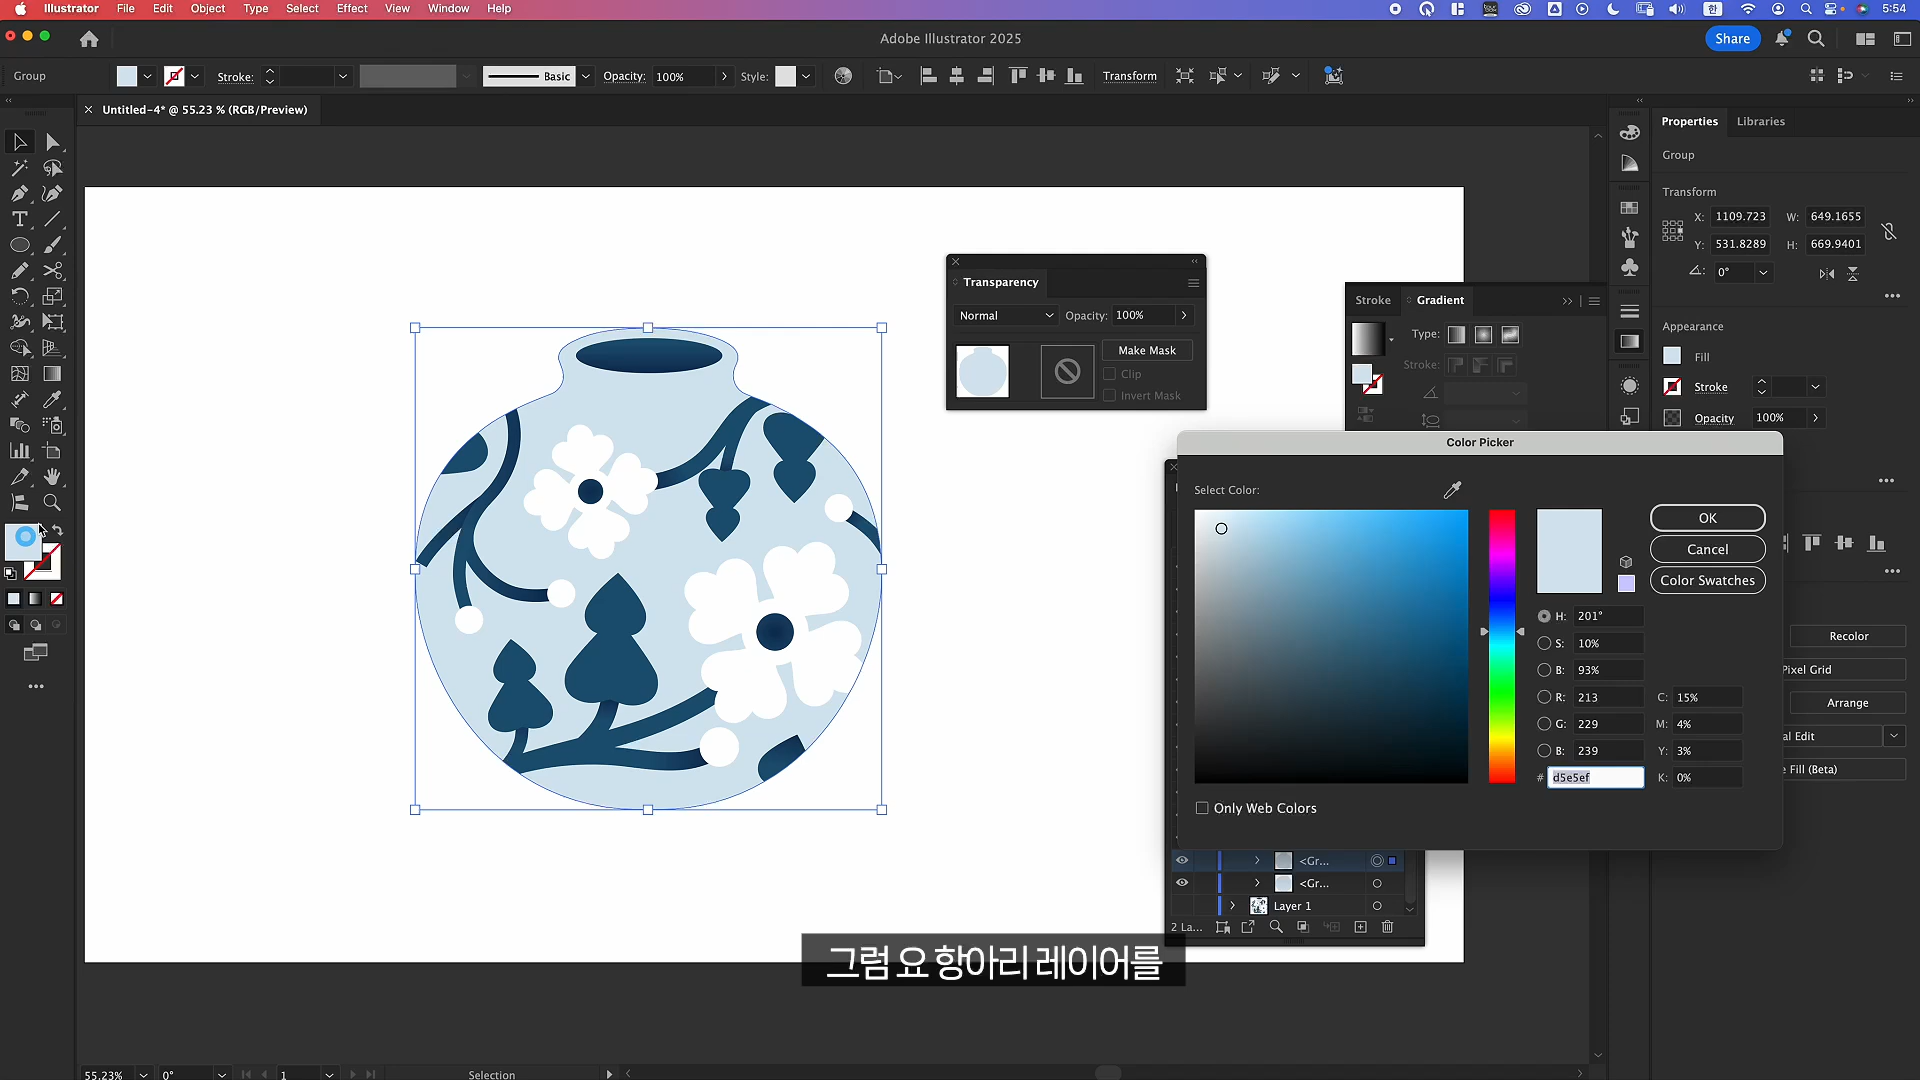 Illustrator File Edit Object Type Select Effect View Window Help 한 5:54
Adobe Illustrator 2025 Share
Group Stroke: Basic Opacity: 100% Style: Transform
Untitled-4* @ 55.23 % (RGB/Preview)
Properties Libraries
Group
Transform
X: 1109.723 W: 649.1655
Y: 531.8289 H: 669.9401
0°
Appearance
Fill
Stroke
Opacity 100%
Recolor
Pixel Grid
Arrange
al Edit
e Fill (Beta)
Transparency
Normal Opacity: 100%
Make Mask
Clip
Invert Mask
Stroke Gradient
Type:
Stroke:
Color Picker
Select Color:
OK
Cancel
Color Swatches
H: 201°
S: 10%
B: 93%
R: 213 C: 15%
G: 229 M: 4%
B: 239 Y: 3%
# d5e5ef K: 0%
Only Web Colors
<Gr...
<Gr...
Layer 1
2 La...
그럼 요 항아리 레이어를
55.23% 0° 1 Selection